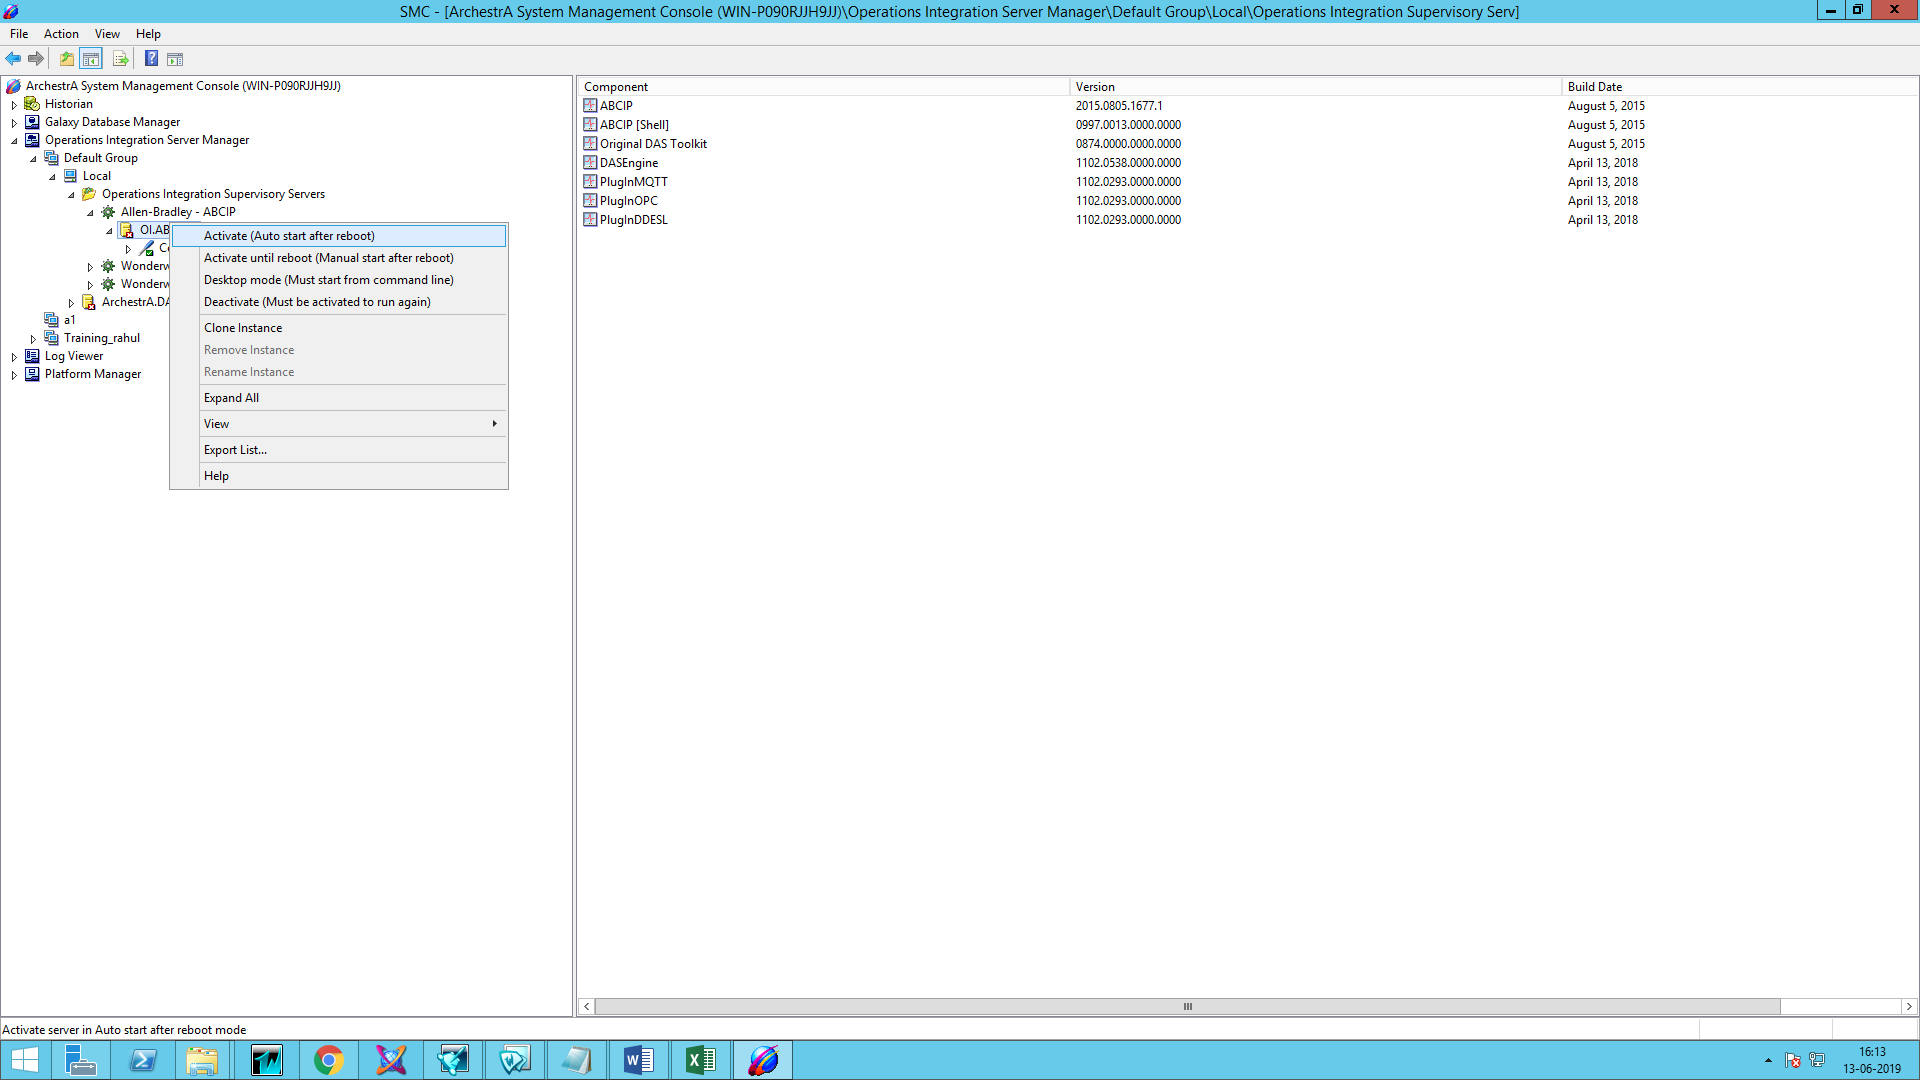 SMC - [ArchestrA System Management Console (WIN-P090RJJH9JJ)\Operations Integration Server Manager\Default Group\Local\Operations Integration Supervisory Serv]
File Action View Help
ArchestrA System Management Console (WIN-P090RJJH9JJ)
Historian
Galaxy Database Manager
Operations Integration Server Manager
Default Group
Local
Operations Integration Supervisory Servers
Allen-Bradley - ABCIP
OI.AB
Wonderw
Wonderw
ArchestrA.DA
a1
Training_rahul
Log Viewer
Platform Manager
Activate (Auto start after reboot)
Activate until reboot (Manual start after reboot)
Desktop mode (Must start from command line)
Deactivate (Must be activated to run again)
Clone Instance
Remove Instance
Rename Instance
Expand All
View
Export List...
Help
Component Version Build Date
ABCIP 2015.0805.1677.1 August 5, 2015
ABCIP [Shell] 0997.0013.0000.0000 August 5, 2015
Original DAS Toolkit 0874.0000.0000.0000 August 5, 2015
DASEngine 1102.0538.0000.0000 April 13, 2018
PlugInMQTT 1102.0293.0000.0000 April 13, 2018
PlugInOPC 1102.0293.0000.0000 April 13, 2018
PlugInDDESL 1102.0293.0000.0000 April 13, 2018
Activate server in Auto start after reboot mode
16:13
13-06-2019